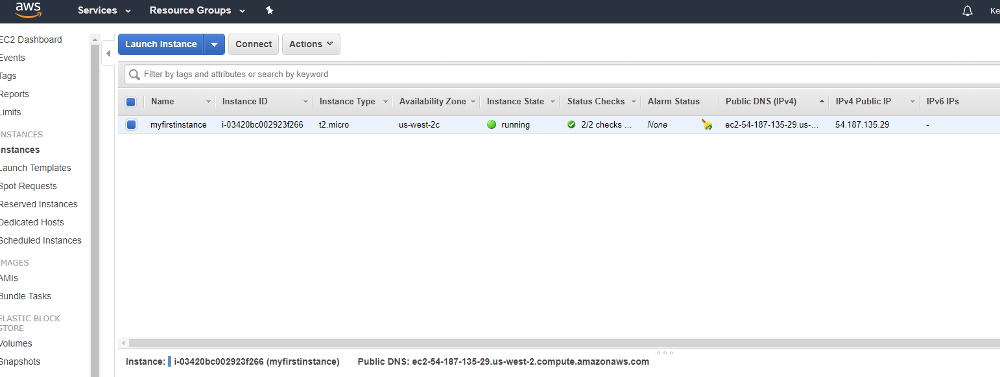 aws Services Resource Groups Ke
EC2 Dashboard
Events
Tags
Reports
Limits
INSTANCES
Instances
Launch Templates
Spot Requests
Reserved Instances
Dedicated Hosts
Scheduled Instances
IMAGES
AMIs
Bundle Tasks
ELASTIC BLOCK
STORE
Volumes
Snapshots
Launch Instance Connect Actions
Filter by tags and attributes or search by keyword
Name Instance ID Instance Type Availability Zone Instance State Status Checks Alarm Status Public DNS (IPv4) IPv4 Public IP IPv6 IPs
myfirstinstance i-03420bc002923f266 t2.micro us-west-2c running 2/2 checks ... None ec2-54-187-135-29.us-... 54.187.135.29 -
Instance: i-03420bc002923f266 (myfirstinstance) Public DNS: ec2-54-187-135-29.us-west-2.compute.amazonaws.com